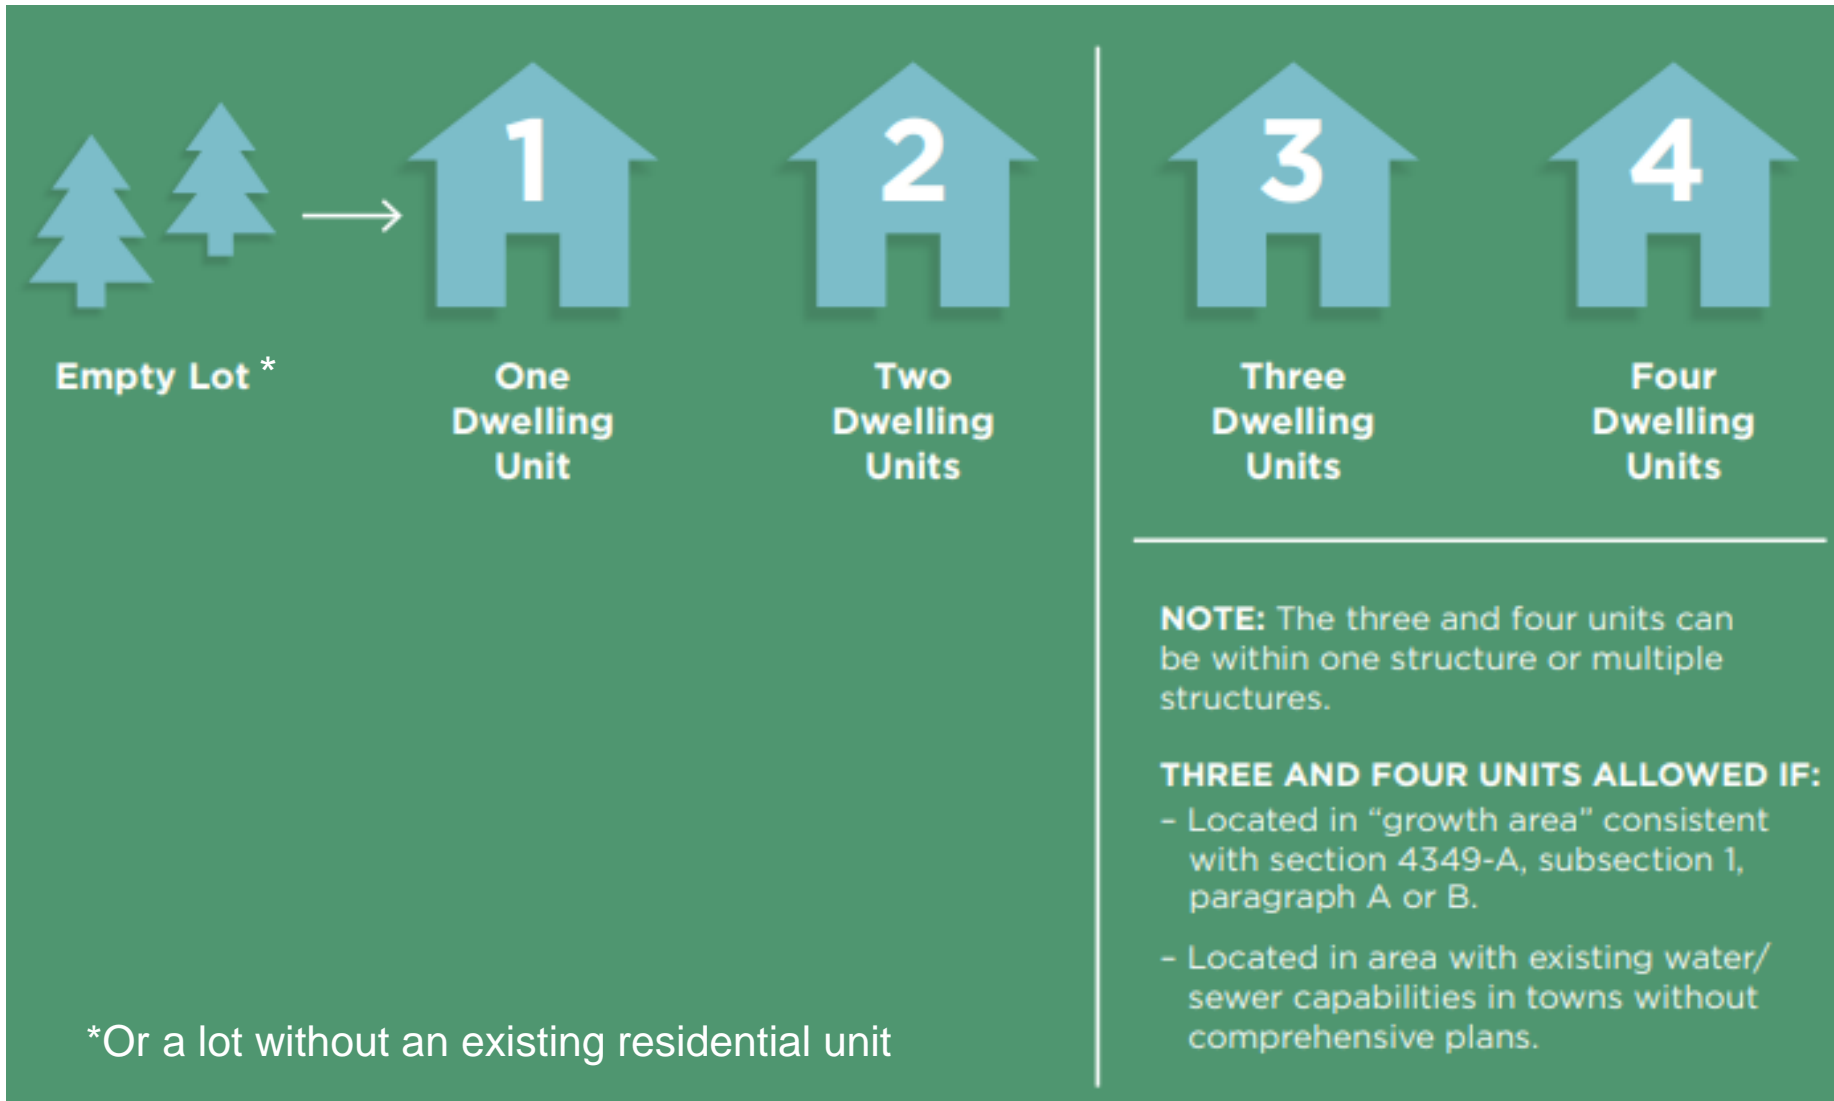 1
2
3
4
Empty Lot *
One
Dwelling
Unit
Two
Dwelling
Units
Three
Dwelling
Units
Four
Dwelling
Units
NOTE: The three and four units can
be within one structure or multiple
structures.
THREE AND FOUR UNITS ALLOWED IF:
– Located in “growth area” consistent
with section 4349-A, subsection 1,
paragraph A or B.
– Located in area with existing water/
sewer capabilities in towns without
comprehensive plans.
*Or a lot without an existing residential unit